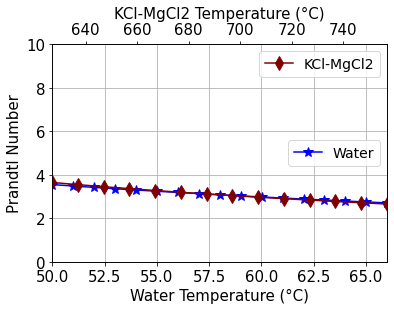 KCl-MgCl2 Temperature (°C)
640 660 680 700 720 740
10
8
6
4
2
0
Prandtl Number
KCl-MgCl2
Water
50.0 52.5 55.0 57.5 60.0 62.5 65.0
Water Temperature (°C)